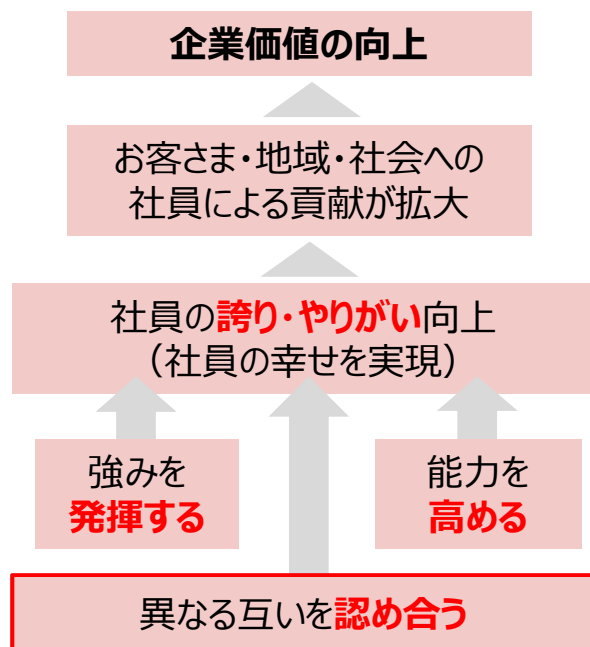 企業価値の向上
お客さま・地域・社会への
社員による貢献が拡大
社員の誇り・やりがい向上
（社員の幸せを実現）
強みを
発揮する
能力を
高める
異なる互いを認め合う